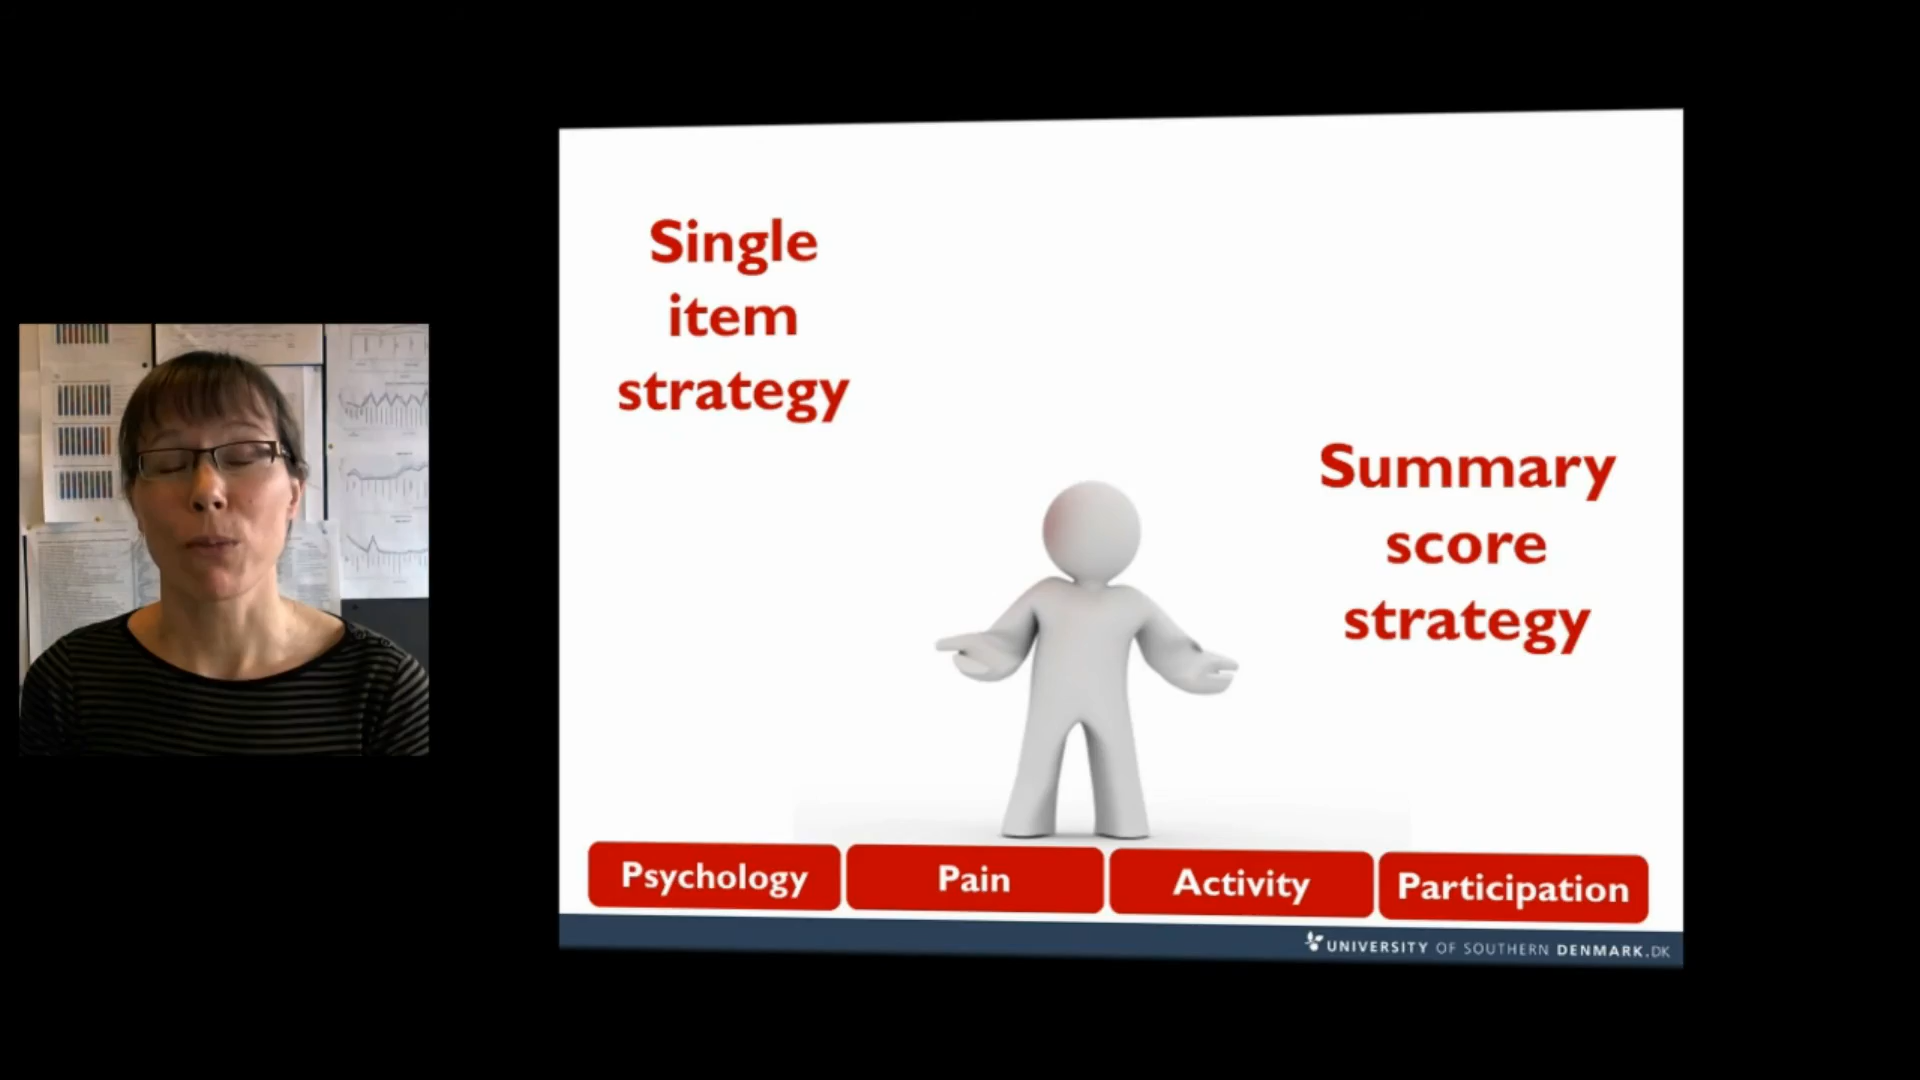 Single
item
strategy
Summary
score
strategy
Psychology
Pain
Activity
Participation
UNIVERSITY OF SOUTHERN DENMARK.DK